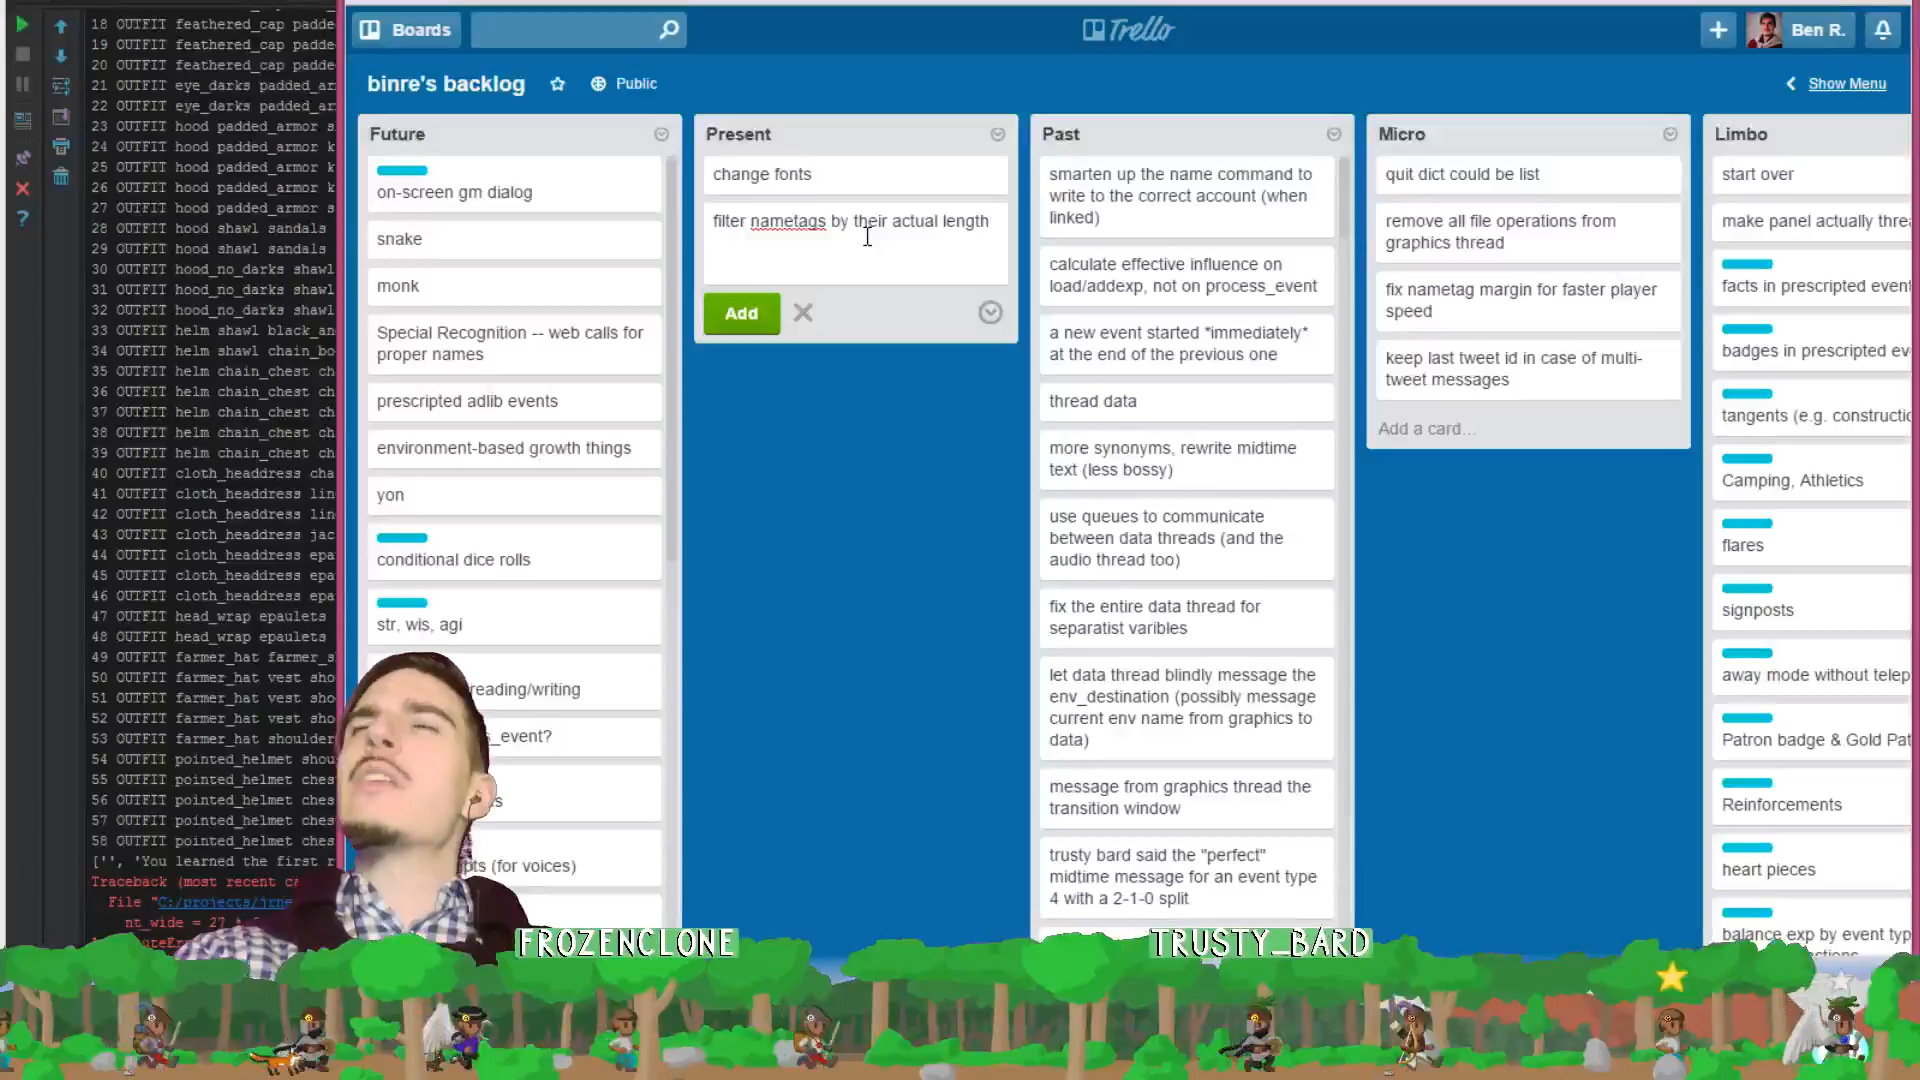 18 OUTFIT feathered_cap padde
19 OUTFIT feathered_cap padde
20 OUTFIT feathered_cap padde
21 OUTFIT eye_darks padded_ar
22 OUTFIT eye_darks padded_ar
23 OUTFIT hood padded_armor s
24 OUTFIT hood padded_armor k
25 OUTFIT hood padded_armor k
26 OUTFIT hood padded_armor k
27 OUTFIT hood padded_armor s
28 OUTFIT hood shawl sandals
29 OUTFIT hood shawl sandals
30 OUTFIT hood_no_darks shawl
31 OUTFIT hood_no_darks shawl
32 OUTFIT hood_no_darks shawl
33 OUTFIT helm shawl black_an
34 OUTFIT helm shawl chain_bo
35 OUTFIT helm chain_chest ch
36 OUTFIT helm chain_chest ch
37 OUTFIT helm chain_chest ch
38 OUTFIT helm chain_chest ch
39 OUTFIT helm chain_chest ch
40 OUTFIT cloth_headdress cha
41 OUTFIT cloth_headdress lin
42 OUTFIT cloth_headdress lin
43 OUTFIT cloth_headdress jac
44 OUTFIT cloth_headdress epa
45 OUTFIT cloth_headdress epa
46 OUTFIT cloth_headdress epa
47 OUTFIT head_wrap epaulets
48 OUTFIT head_wrap epaulets
49 OUTFIT farmer_hat farmer_s
50 OUTFIT farmer_hat vest sho
51 OUTFIT farmer_hat vest sho
52 OUTFIT farmer_hat vest sho
53 OUTFIT farmer_hat shoulder
54 OUTFIT pointed_helmet shou
55 OUTFIT pointed_helmet ches
56 OUTFIT pointed_helmet ches
57 OUTFIT pointed_helmet ches
58 OUTFIT pointed_helmet ches
['', 'You learned the first r
Traceback (most recent ca
File "C:/projects/jrne
nt_wide = 27 *
Boards
Trello
Ben R.
binre's backlog
Public
Show Menu
Future
on-screen gm dialog
snake
monk
Special Recognition -- web calls for
proper names
prescripted adlib events
environment-based growth things
yon
conditional dice rolls
str, wis, agi
reading/writing
s_event?
s
pts (for voices)
Present
change fonts
filter nametags by their actual length
Add
Past
smarten up the name command to
write to the correct account (when
linked)
calculate effective influence on
load/addexp, not on process_event
a new event started *immediately*
at the end of the previous one
thread data
more synonyms, rewrite midtime
text (less bossy)
use queues to communicate
between data threads (and the
audio thread too)
fix the entire data thread for
separatist varibles
let data thread blindly message the
env_destination (possibly message
current env name from graphics to
data)
message from graphics thread the
transition window
trusty bard said the "perfect"
midtime message for an event type
4 with a 2-1-0 split
Micro
quit dict could be list
remove all file operations from
graphics thread
fix nametag margin for faster player
speed
keep last tweet id in case of multi-
tweet messages
Add a card...
Limbo
start over
make panel actually threa
facts in prescripted event
badges in prescripted ev
tangents (e.g. constructio
Camping, Athletics
flares
signposts
away mode without telep
Patron badge & Gold Pat
Reinforcements
heart pieces
balance exp by event typ
FROZENCLONE
TRUSTY_BARD